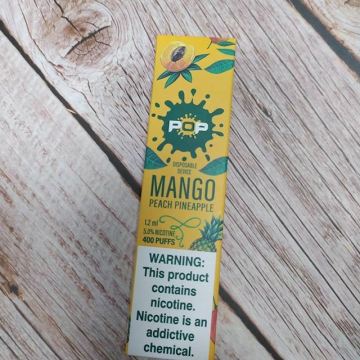 POP
DISPOSABLE
DEVICE
MANGO
PEACH PINEAPPLE
1.2 ml
5.0% NICOTINE
400 PUFFS
WARNING:
This product
contains
nicotine.
Nicotine is an
addictive
chemical.